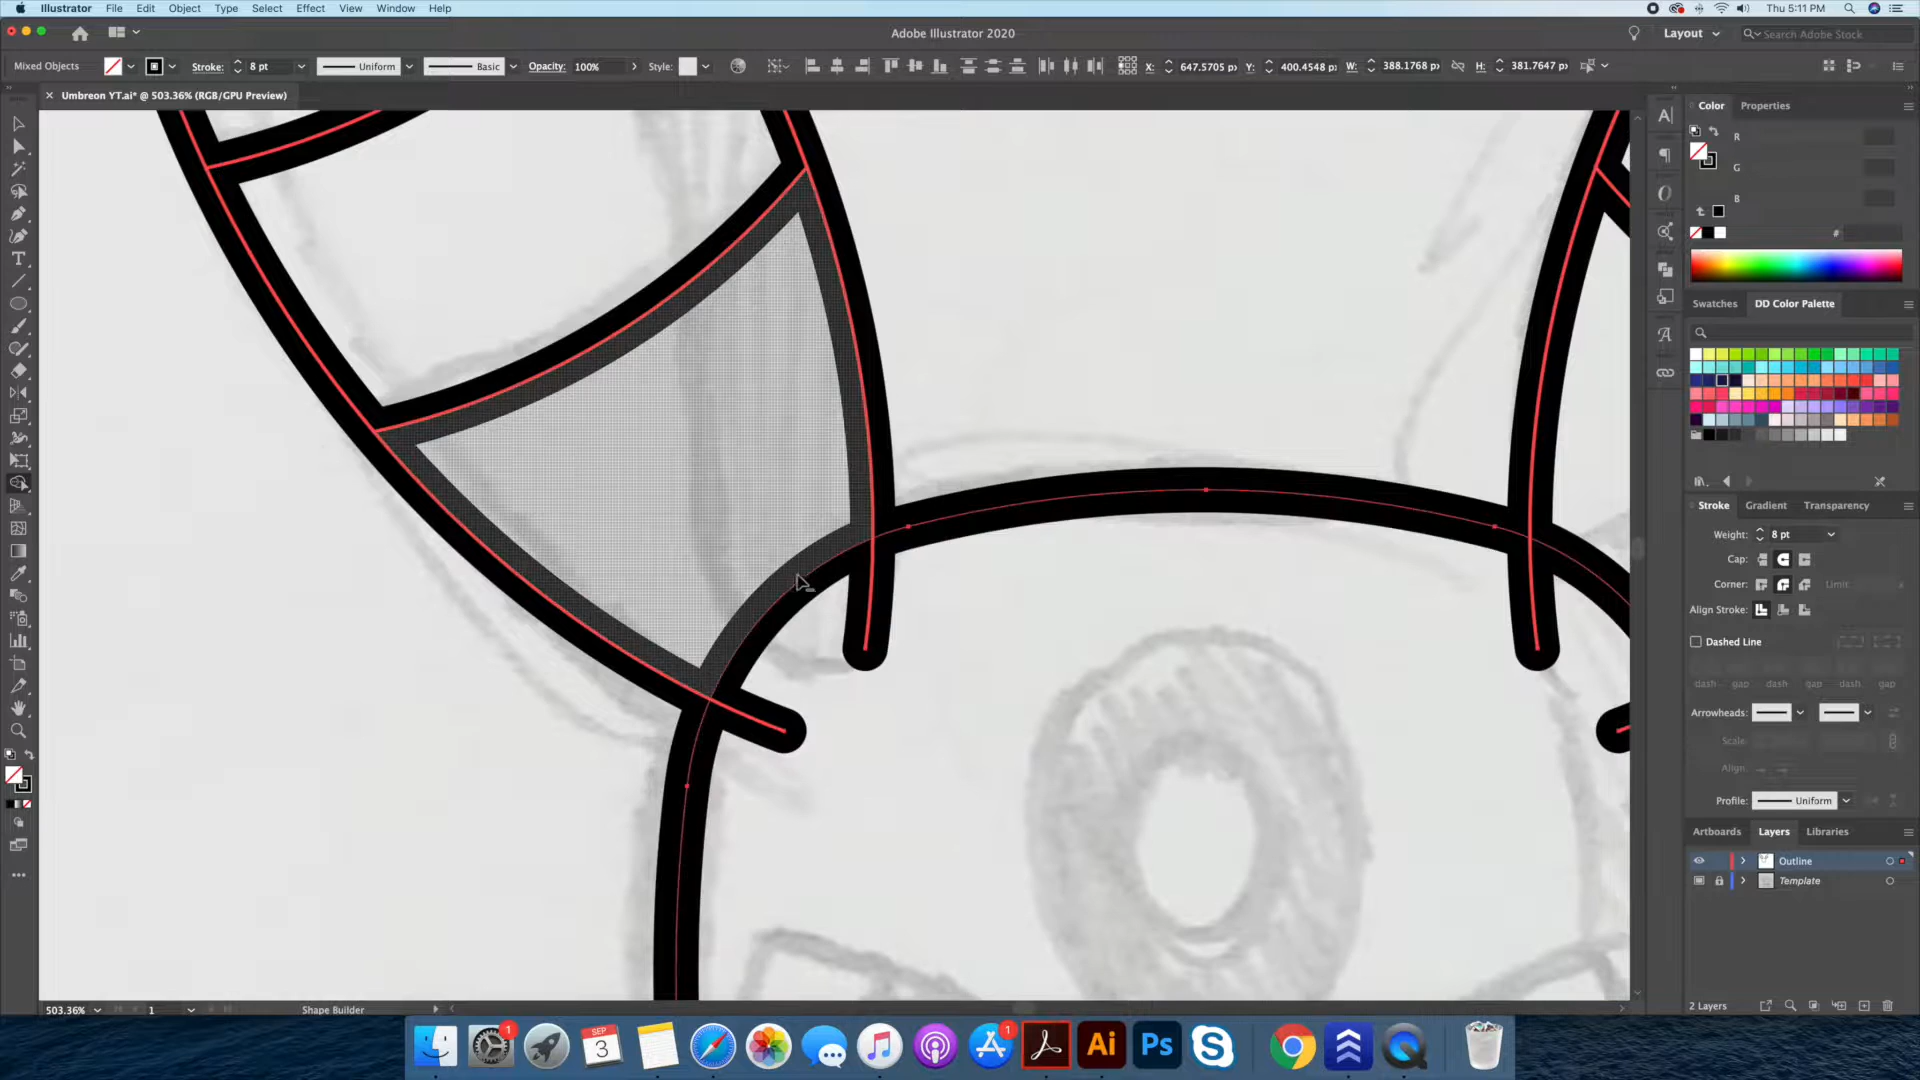 Illustrator File Edit Object Type Select Effect View Window Help Thu 5:11 PM
Adobe Illustrator 2020 Layout Search Adobe Stock
Mixed Objects Stroke: 8 pt Uniform Basic Opacity: 100% Style: X: 647.5705 p Y: 400.4548 p W: 388.1768 p H: 381.7647 p
Umbreon YT.ai* @ 503.36% (RGB/GPU Preview)
Color Properties
R
G
B
#
Swatches DD Color Palette
Stroke Gradient Transparency
Weight: 8 pt
Cap:
Corner: Limit:
Align Stroke:
Dashed Line
dash gap dash gap dash gap
Arrowheads:
Scale:
Align:
Profile: Uniform
Artboards Layers Libraries
Outline
Template
2 Layers
503.36% 1 Shape Builder
1
SEP
3
1
Ai
Ps